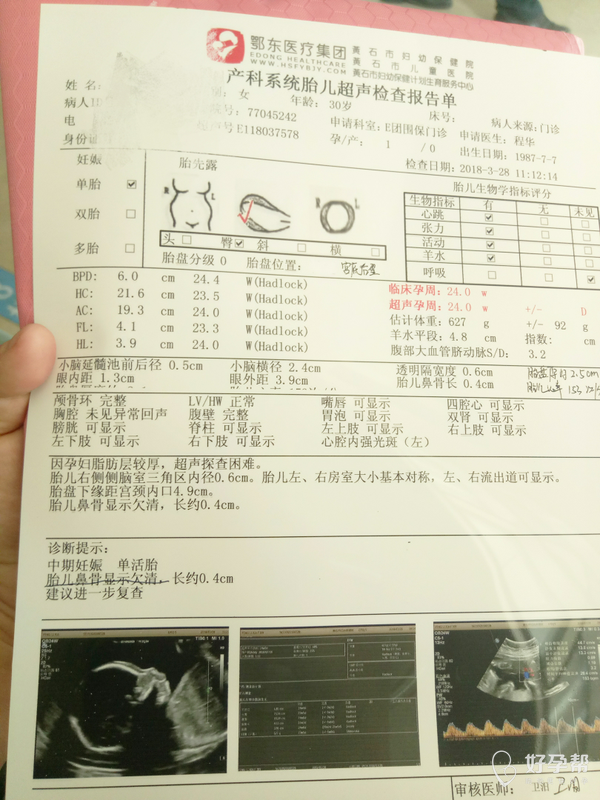 鄂东医疗集团 黄石市妇幼保健院
EDONG HEALTHCARE 黄石市儿童医院
WWW.HSFYBJY.COM 黄石市妇幼保健计划生育服务中心
产科系统胎儿超声检查报告单
姓名: 女 年龄: 30岁 床号: 病人来源: 门诊
病人ID 77045242 申请科室: E团围保门诊 申请医生: 程华
电 E118037578 孕/产: 1 /0 出生日期: 1987-7-7
身份证 检查日期: 2018-3-28 11:12:14
妊娠 胎先露 胎儿生物学指标评分
单胎 R L R L 生物指标 有 无 未见
双胎 心跳
多胎 张力
头 臀 斜 横 活动
胎盘分级 0 胎盘位置: 羊水
呼吸
BPD: 6.0 cm 24.4 W(Hadlock) 临床孕周: 24.0 w
HC: 21.6 cm 23.5 W(Hadlock) 超声孕周: 24.0 w +/- D
AC: 19.3 cm 24.0 W(Hadlock) 估计体重: 627 g +/- 92 g
FL: 4.1 cm 23.3 W(Hadlock) 羊水平段: 4.8 cm 指数: cm
HL: 3.9 cm 24.0 W(Hadlock) 腹部大血管脐动脉S/D: 3.2
小脑延髓池前后径 0.5cm 小脑横径 2.4cm 透明隔宽度 0.6cm
眼内距 1.3cm 眼外距 3.9cm 胎儿鼻骨长 0.4cm
颅骨环 完整 LV/HW 正常 嘴唇 可显示 四腔心 可显示
胸腔 未见异常回声 腹壁 完整 胃泡 可显示 双肾 可显示
膀胱 可显示 脊柱 可显示 左上肢 可显示 右上肢 可显示
左下肢 可显示 右下肢 可显示 心腔内强光斑 (左)
因孕妇脂肪层较厚，超声探查困难。
胎儿右侧侧脑室三角区内径0.6cm。胎儿左、右房室大小基本对称，左、右流出道可显示。
胎盘下缘距宫颈内口4.9cm。
胎儿鼻骨显示欠清，长约0.4cm。
诊断提示:
中期妊娠 单活胎
胎儿鼻骨显示欠清，长约0.4cm
建议进一步复查
审核医师:
好孕帮